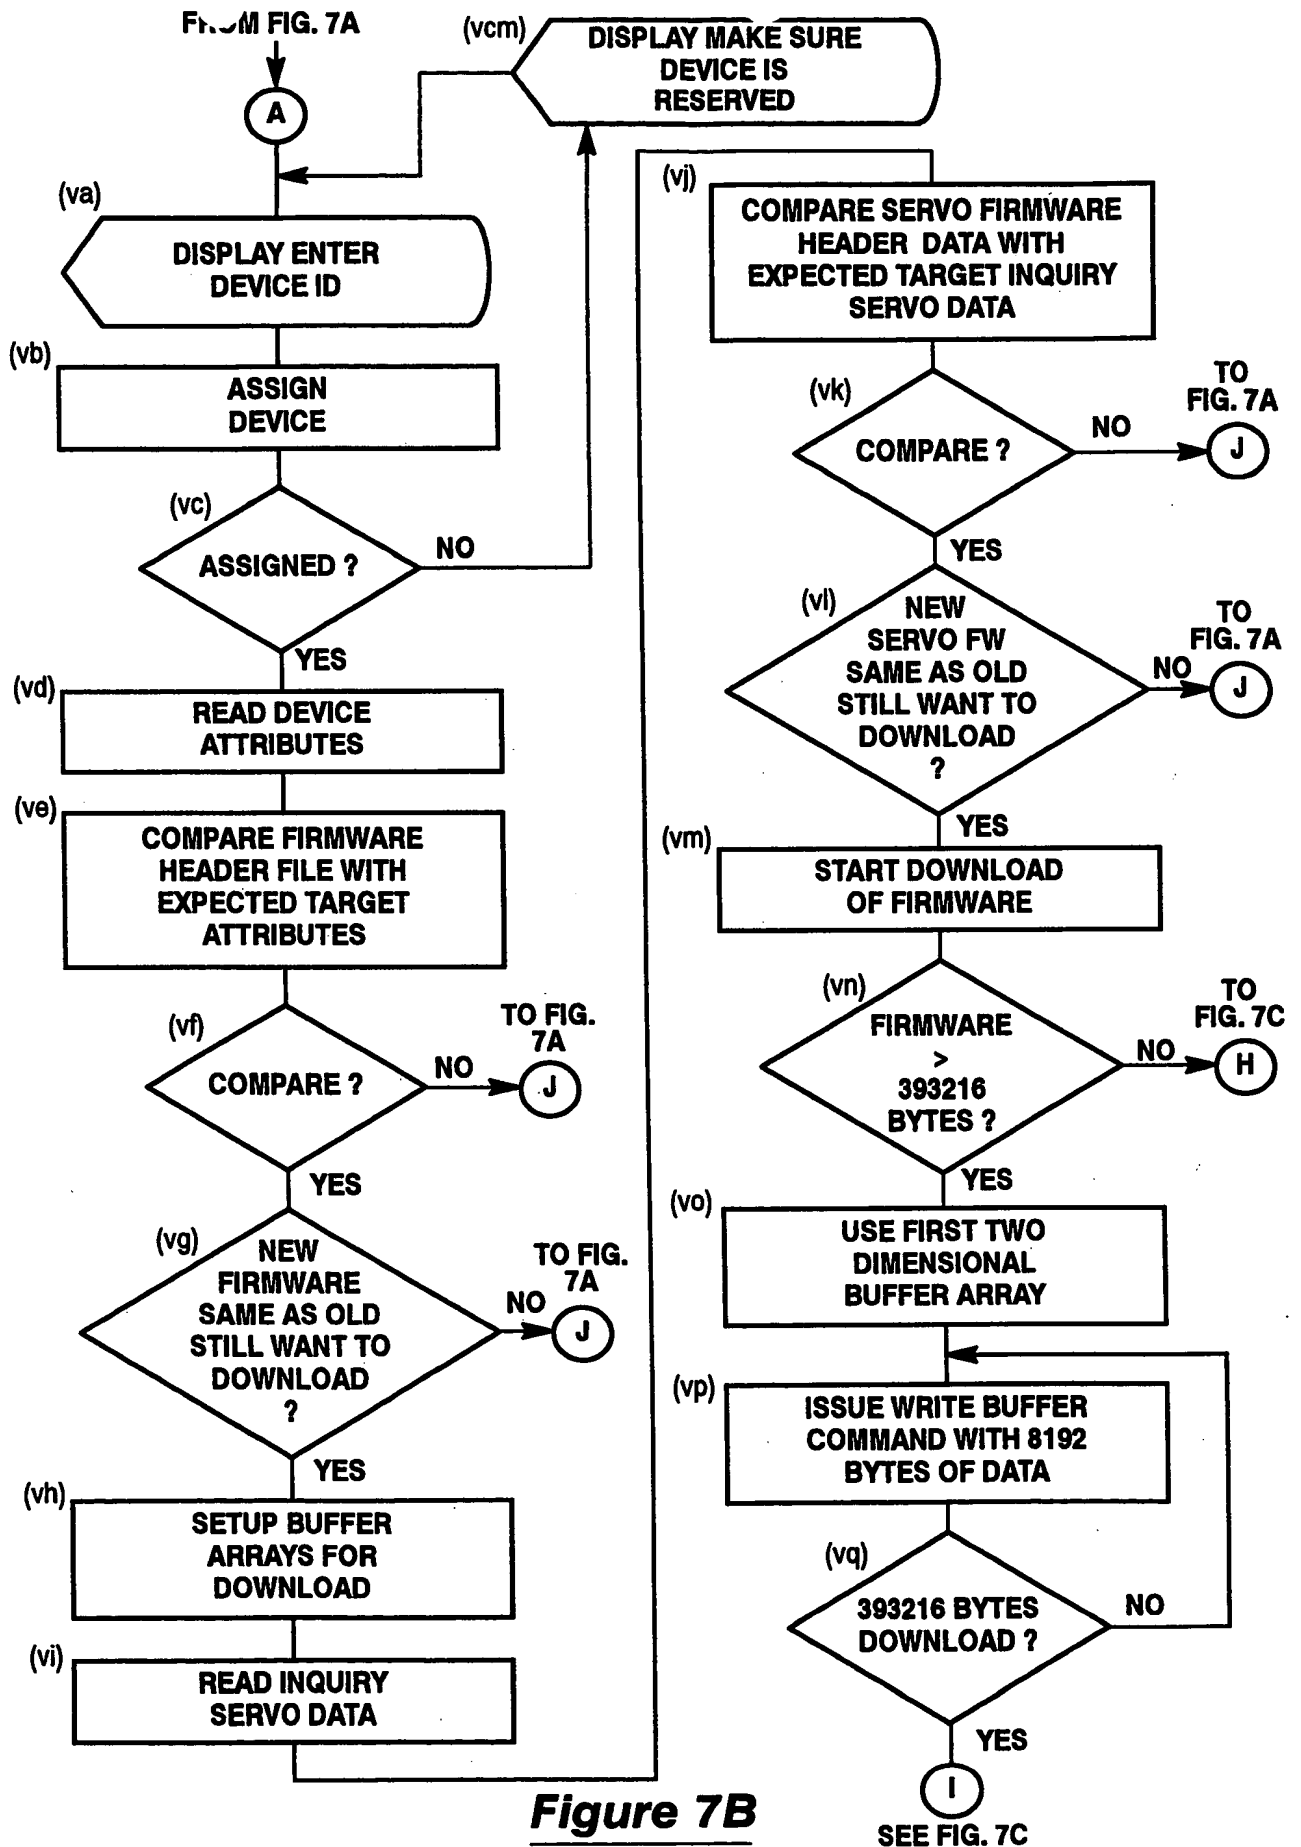 FROM FIG. 7A
A
(vcm)
DISPLAY MAKE SURE
DEVICE IS
RESERVED
(va)
DISPLAY ENTER
DEVICE ID
(vb)
ASSIGN
DEVICE
(vc)
ASSIGNED ?
NO
YES
(vd)
READ DEVICE
ATTRIBUTES
(ve)
COMPARE FIRMWARE
HEADER FILE WITH
EXPECTED TARGET
ATTRIBUTES
(vf)
COMPARE ?
NO
TO FIG.
7A
J
YES
(vg)
NEW
FIRMWARE
SAME AS OLD
STILL WANT TO
DOWNLOAD
?
NO
TO FIG.
7A
J
YES
(vh)
SETUP BUFFER
ARRAYS FOR
DOWNLOAD
(vi)
READ INQUIRY
SERVO DATA
(vj)
COMPARE SERVO FIRMWARE
HEADER DATA WITH
EXPECTED TARGET INQUIRY
SERVO DATA
(vk)
COMPARE ?
NO
TO
FIG. 7A
J
YES
(vl)
NEW
SERVO FW
SAME AS OLD
STILL WANT TO
DOWNLOAD
?
NO
TO
FIG. 7A
J
YES
(vm)
START DOWNLOAD
OF FIRMWARE
(vn)
FIRMWARE
>
393216
BYTES ?
NO
TO
FIG. 7C
H
YES
(vo)
USE FIRST TWO
DIMENSIONAL
BUFFER ARRAY
(vp)
ISSUE WRITE BUFFER
COMMAND WITH 8192
BYTES OF DATA
(vq)
393216 BYTES
DOWNLOAD ?
NO
YES
I
SEE FIG. 7C
Figure 7B